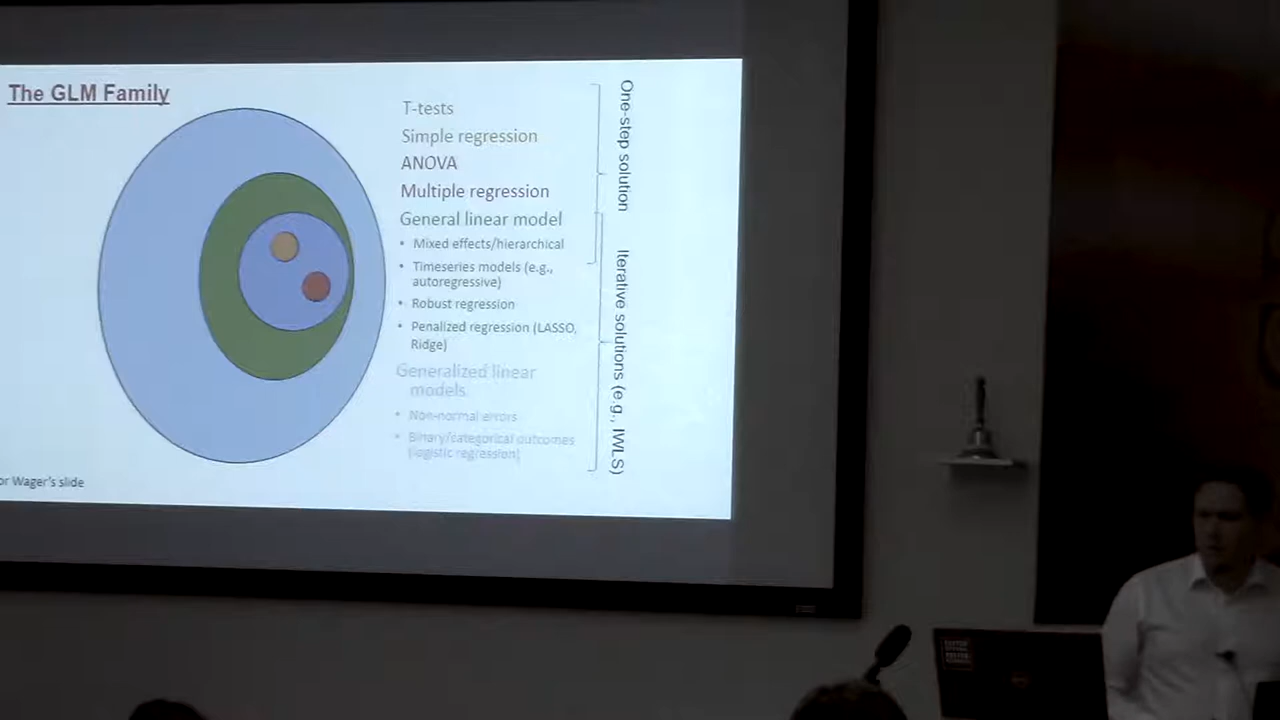 The GLM Family
T-tests
Simple regression
ANOVA
Multiple regression
General linear model
• Mixed effects/hierarchical
• Timeseries models (e.g.,
autoregressive)
• Robust regression
• Penalized regression (LASSO,
Ridge)
Generalized linear
models
• Non-normal errors
• Binary/categorical outcomes
(logistic regression)
One-step solution
Iterative solutions (e.g., IWLS)
or Wager's slide